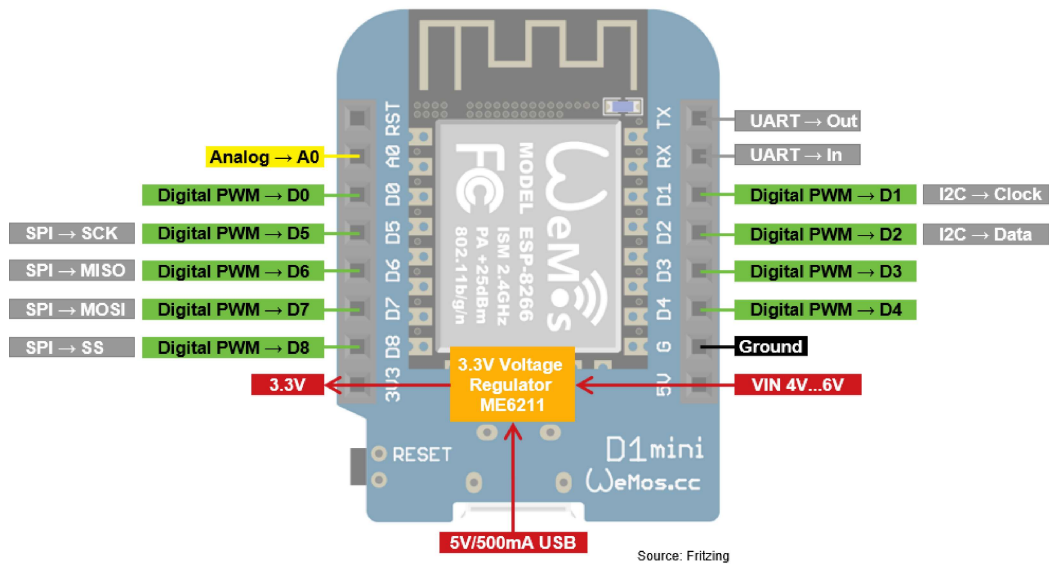 RST
TX
UART → Out
Analog → A0
A0
RX
UART → In
Digital PWM → D0
D0
D1
Digital PWM → D1
I2C → Clock
SPI → SCK
Digital PWM → D5
D5
D2
Digital PWM → D2
I2C → Data
SPI → MISO
Digital PWM → D6
D6
D3
Digital PWM → D3
SPI → MOSI
Digital PWM → D7
D7
D4
Digital PWM → D4
SPI → SS
Digital PWM → D8
D8
G
Ground
3.3V
3V3
5V
VIN 4V...6V
WeMos
MODEL ESP-8266
ISM 2.4GHz
PA +25dBm
802.11b/g/n
FC
3.3V Voltage
Regulator
ME6211
RESET
D1mini
WeMos.cc
5V/500mA USB
Source: Fritzing